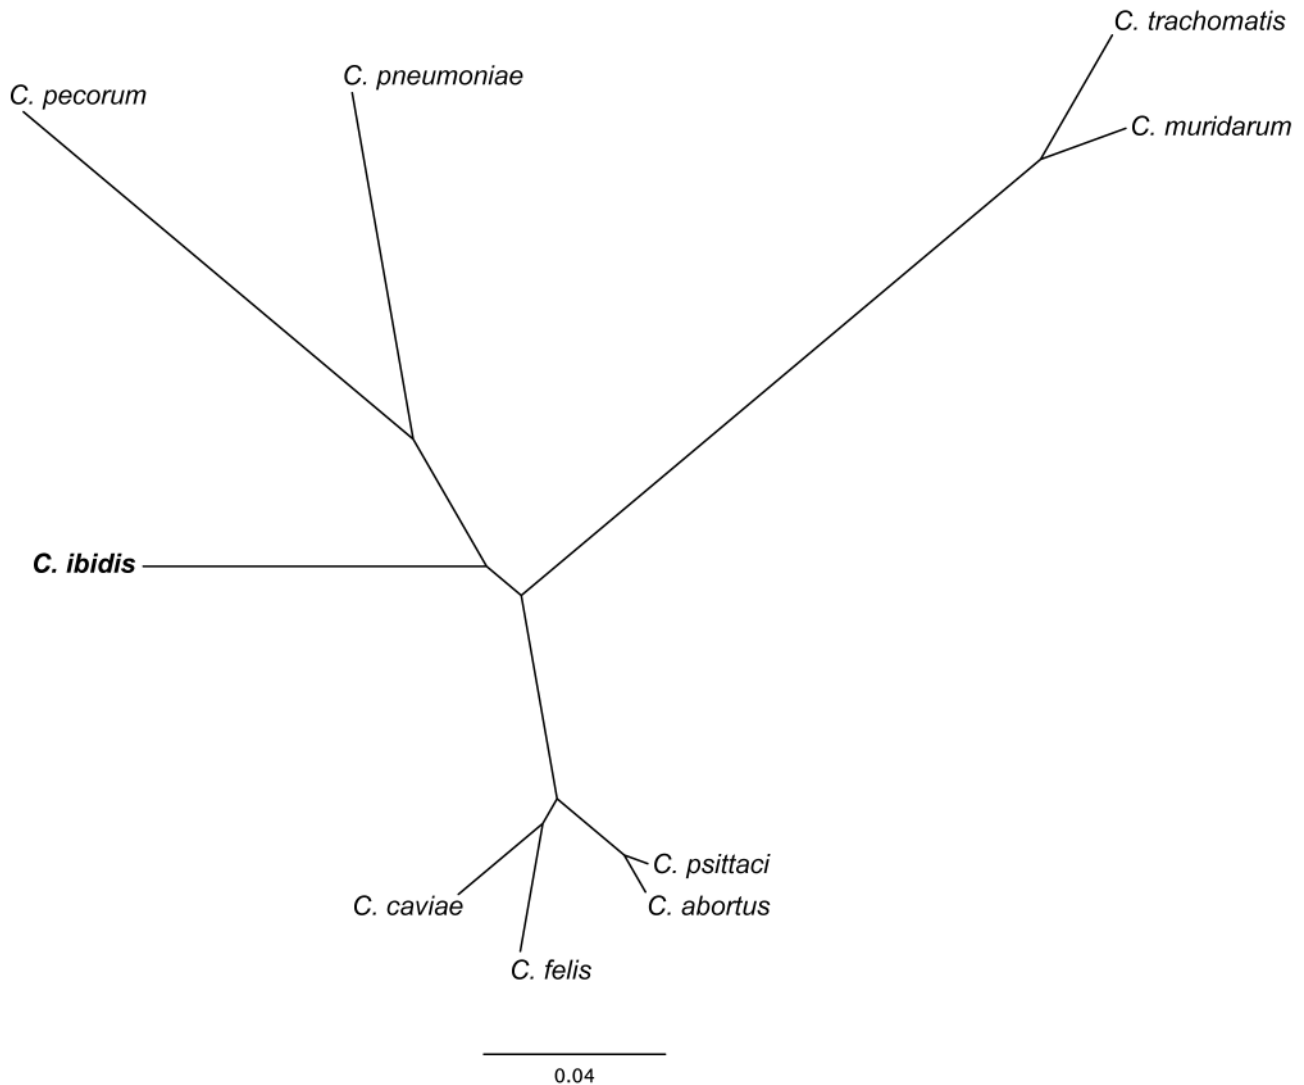 C. trachomatis
C. pneumoniae
C. pecorum
C. muridarum
C. ibidis
C. psittaci
C. caviae
C. abortus
C. felis
0.04